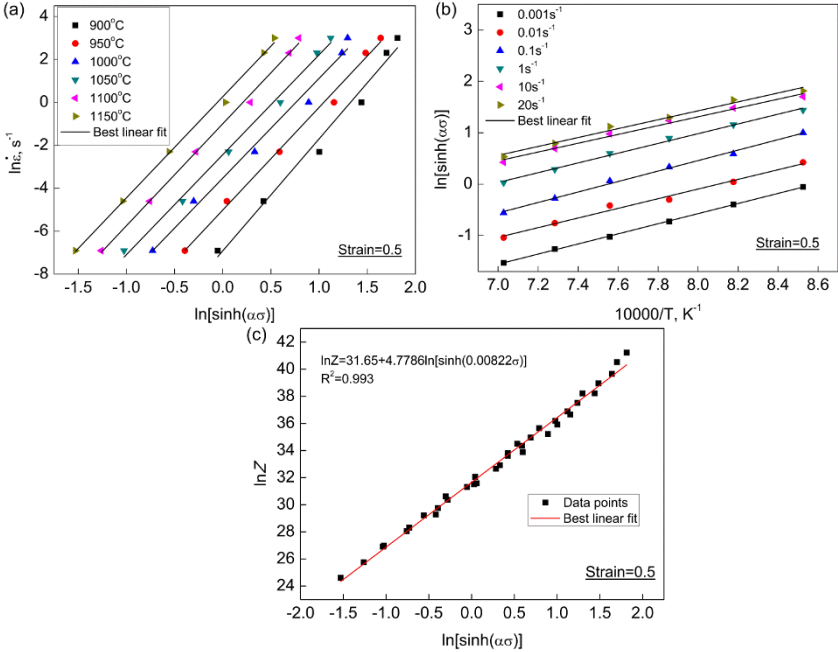 (a)
900°C
950°C
1000°C
1050°C
1100°C
1150°C
Best linear fit
lnε̇, s⁻¹
4
2
0
-2
-4
-6
-8
Strain=0.5
-1.5 -1.0 -0.5 0.0 0.5 1.0 1.5 2.0
ln[sinh(ασ)]
(b)
0.001s⁻¹
0.01s⁻¹
0.1s⁻¹
1s⁻¹
10s⁻¹
20s⁻¹
Best linear fit
ln[sinh(ασ)]
3
2
1
0
-1
Strain=0.5
7.0 7.2 7.4 7.6 7.8 8.0 8.2 8.4 8.6
10000/T, K⁻¹
(c)
lnZ=31.65+4.7786ln[sinh(0.00822σ)]
R²=0.993
lnZ
42
40
38
36
34
32
30
28
26
24
Data points
Best linear fit
Strain=0.5
-2.0 -1.5 -1.0 -0.5 0.0 0.5 1.0 1.5 2.0
ln[sinh(ασ)]